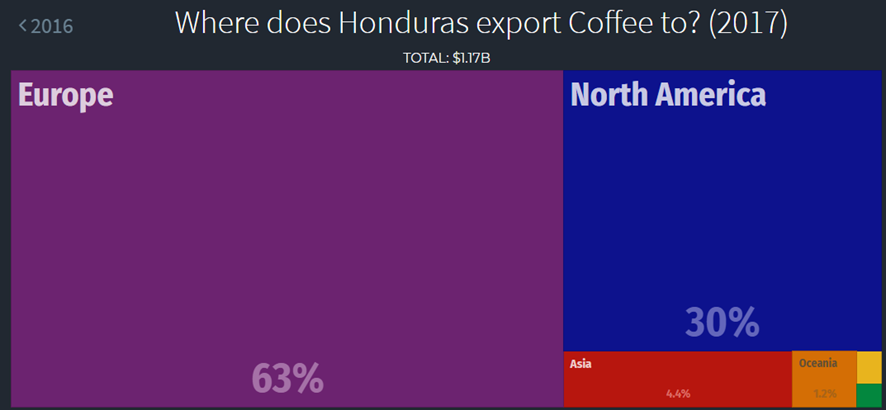 < 2016
Where does Honduras export Coffee to? (2017)
TOTAL: $1.17B
Europe
63%
North America
30%
Asia
4.4%
Oceania
1.2%